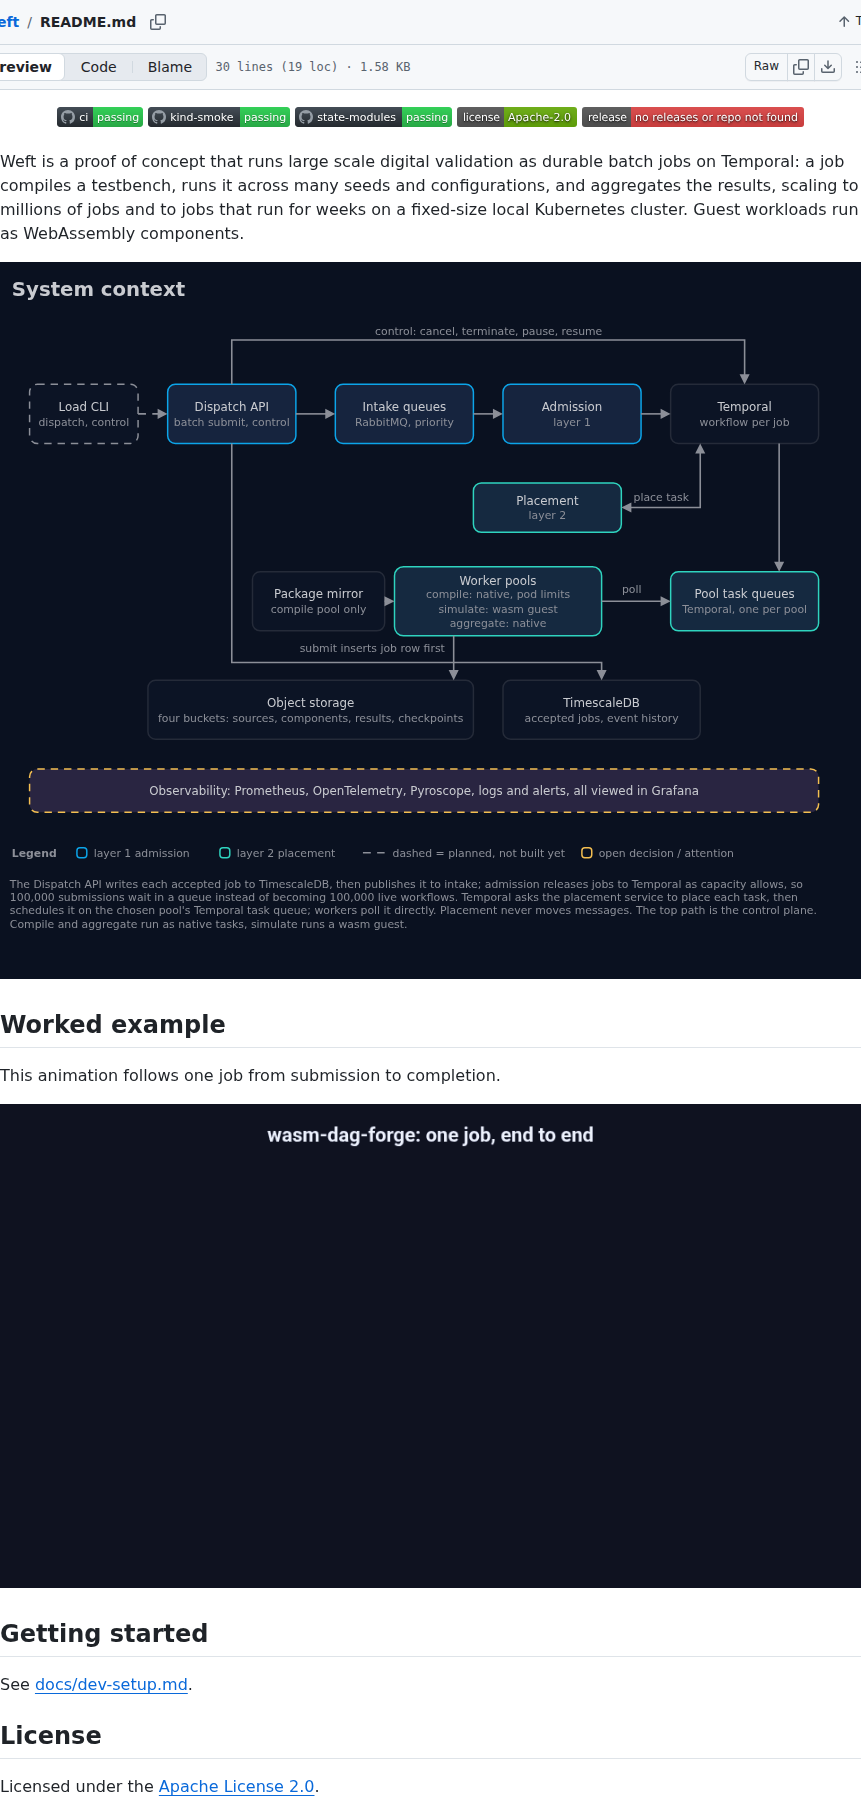 eft / README.md
review Code Blame 30 lines (19 loc) · 1.58 KB Raw
ci passing kind-smoke passing state-modules passing license Apache-2.0 release no releases or repo not found
Weft is a proof of concept that runs large scale digital validation as durable batch jobs on Temporal: a job
compiles a testbench, runs it across many seeds and configurations, and aggregates the results, scaling to
millions of jobs and to jobs that run for weeks on a fixed-size local Kubernetes cluster. Guest workloads run
as WebAssembly components.
System context
control: cancel, terminate, pause, resume
Load CLI
dispatch, control
Dispatch API
batch submit, control
Intake queues
RabbitMQ, priority
Admission
layer 1
Temporal
workflow per job
Placement
layer 2
place task
Package mirror
compile pool only
Worker pools
compile: native, pod limits
simulate: wasm guest
aggregate: native
poll
Pool task queues
Temporal, one per pool
submit inserts job row first
Object storage
four buckets: sources, components, results, checkpoints
TimescaleDB
accepted jobs, event history
Observability: Prometheus, OpenTelemetry, Pyroscope, logs and alerts, all viewed in Grafana
Legend layer 1 admission layer 2 placement dashed = planned, not built yet open decision / attention
The Dispatch API writes each accepted job to TimescaleDB, then publishes it to intake; admission releases jobs to Temporal as capacity allows, so
100,000 submissions wait in a queue instead of becoming 100,000 live workflows. Temporal asks the placement service to place each task, then
schedules it on the chosen pool's Temporal task queue; workers poll it directly. Placement never moves messages. The top path is the control plane.
Compile and aggregate run as native tasks, simulate runs a wasm guest.
Worked example
This animation follows one job from submission to completion.
wasm-dag-forge: one job, end to end
Getting started
See docs/dev-setup.md.
License
Licensed under the Apache License 2.0.